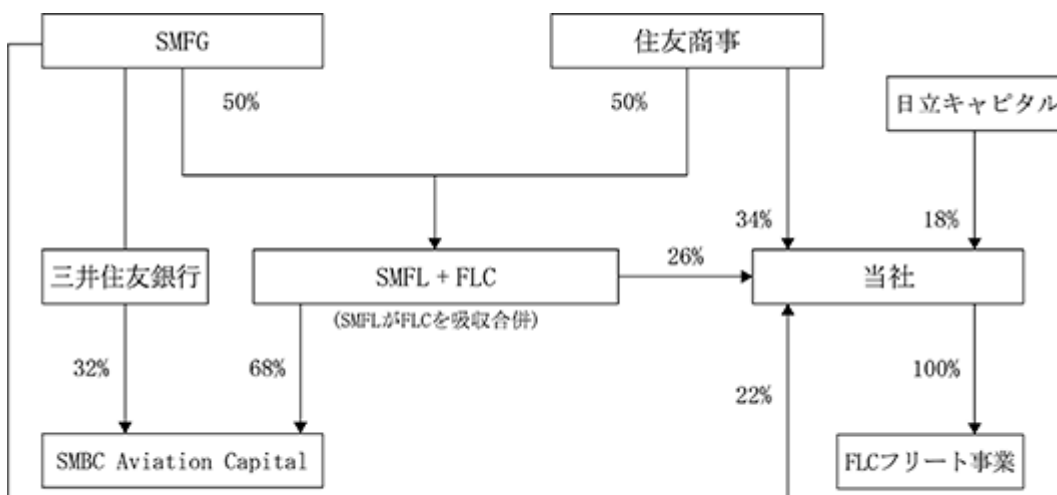 SMFG
住友商事
50%
50%
日立キャピタル
34%
18%
三井住友銀行
SMFL + FLC
26%
当社
(SMFLがFLCを吸収合併)
32%
68%
22%
100%
SMBC Aviation Capital
FLCフリート事業